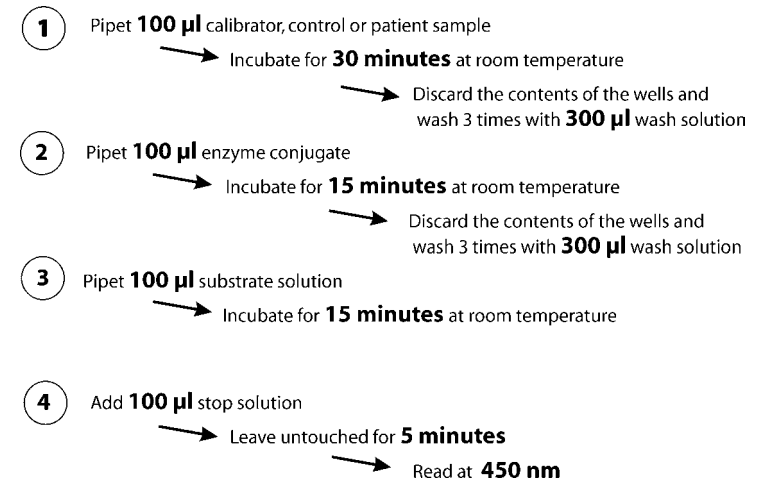 1 Pipet 100 µl calibrator, control or patient sample
Incubate for 30 minutes at room temperature
Discard the contents of the wells and
wash 3 times with 300 µl wash solution
2 Pipet 100 µl enzyme conjugate
Incubate for 15 minutes at room temperature
Discard the contents of the wells and
wash 3 times with 300 µl wash solution
3 Pipet 100 µl substrate solution
Incubate for 15 minutes at room temperature
4 Add 100 µl stop solution
Leave untouched for 5 minutes
Read at 450 nm